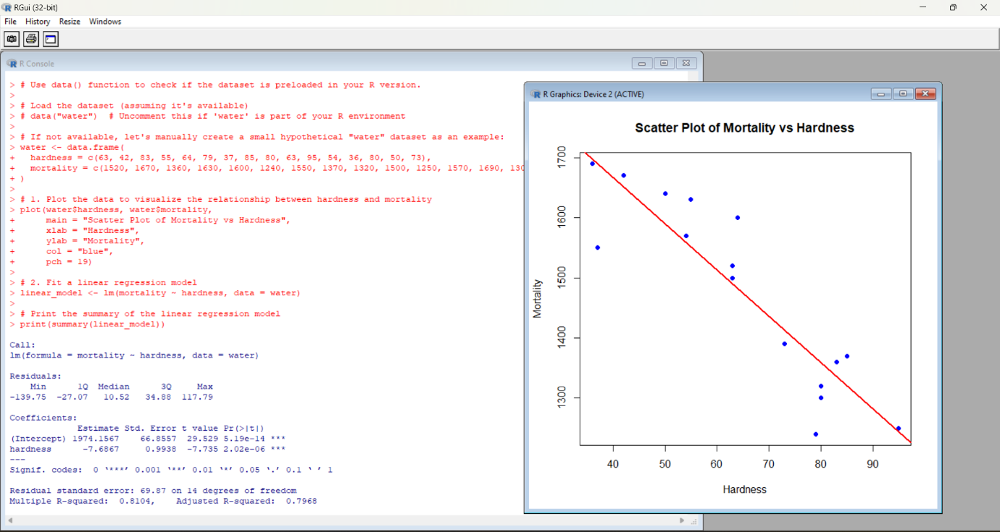 RGui (32-bit)
File History Resize Windows
R Console
> # Use data() function to check if the dataset is preloaded in your R version.
>
> # Load the dataset (assuming it's available)
> # data("water")  # Uncomment this if 'water' is part of your R environment
>
> # If not available, let's manually create a small hypothetical "water" dataset as an example:
> water <- data.frame(
+   hardness = c(63, 42, 83, 55, 64, 79, 37, 85, 80, 63, 95, 54, 36, 80, 50, 73),
+   mortality = c(1520, 1670, 1360, 1630, 1600, 1240, 1550, 1370, 1320, 1500, 1250, 1570, 1690, 130
+ )
>
> # 1. Plot the data to visualize the relationship between hardness and mortality
> plot(water$hardness, water$mortality,
+      main = "Scatter Plot of Mortality vs Hardness",
+      xlab = "Hardness",
+      ylab = "Mortality",
+      col = "blue",
+      pch = 19)
>
> # 2. Fit a linear regression model
> linear_model <- lm(mortality ~ hardness, data = water)
>
> # Print the summary of the linear regression model
> print(summary(linear_model))
Call:
lm(formula = mortality ~ hardness, data = water)
Residuals:
    Min      1Q  Median      3Q     Max
-139.75  -27.07   10.52   34.88  117.79
Coefficients:
             Estimate Std. Error t value Pr(>|t|)
(Intercept) 1974.1567    66.8557  29.529 5.19e-14 ***
hardness      -7.6867     0.9938  -7.735 2.02e-06 ***
---
Signif. codes:  0 ‘***’ 0.001 ‘**’ 0.01 ‘*’ 0.05 ‘.’ 0.1 ‘ ’ 1
Residual standard error: 69.87 on 14 degrees of freedom
Multiple R-squared:  0.8104,    Adjusted R-squared:  0.7968
R Graphics: Device 2 (ACTIVE)
Scatter Plot of Mortality vs Hardness
Mortality
1700
1600
1500
1400
1300
40 50 60 70 80 90
Hardness